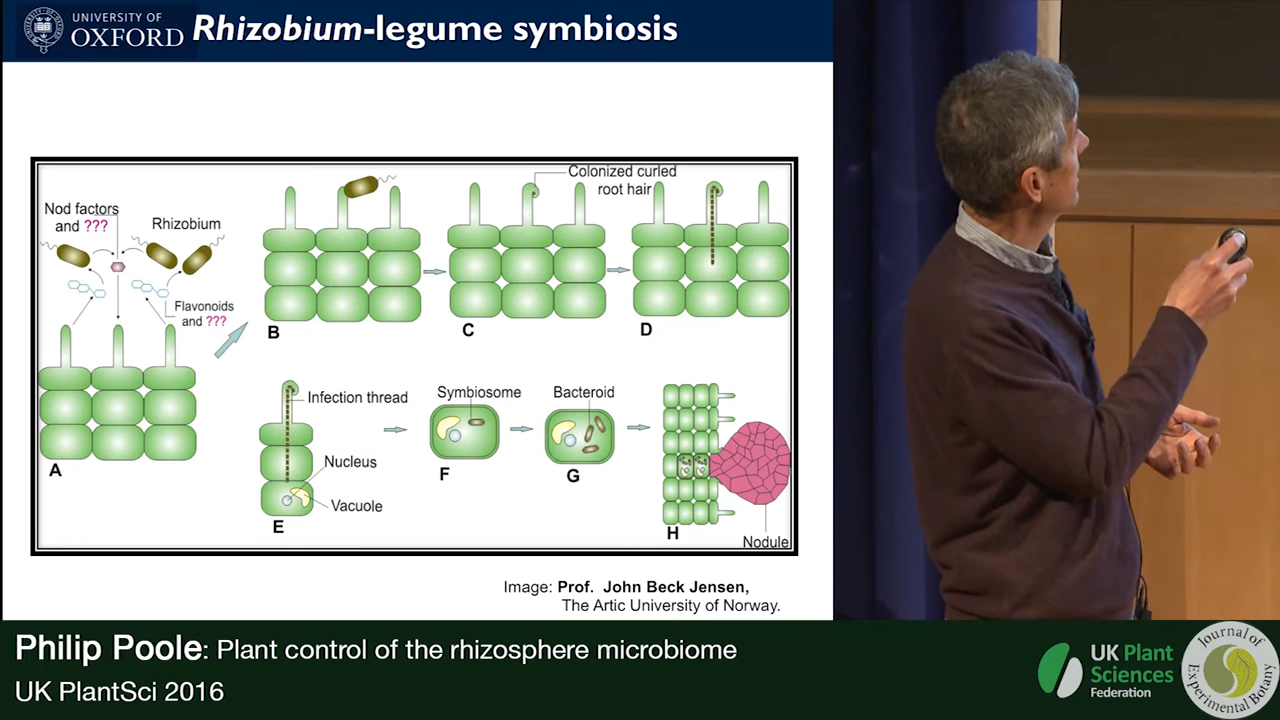 UNIVERSITY OF
OXFORD
Rhizobium-legume symbiosis
Nod factors
and ???
Rhizobium
Flavonoids
and ???
A
B
Colonized curled
root hair
C
D
Infection thread
Nucleus
Vacuole
E
Symbiosome
F
Bacteroid
G
H
Nodule
Image: Prof. John Beck Jensen,
The Artic University of Norway.
Philip Poole: Plant control of the rhizosphere microbiome
UK PlantSci 2016
UK Plant
Sciences
Federation
Journal of
Experimental Botany